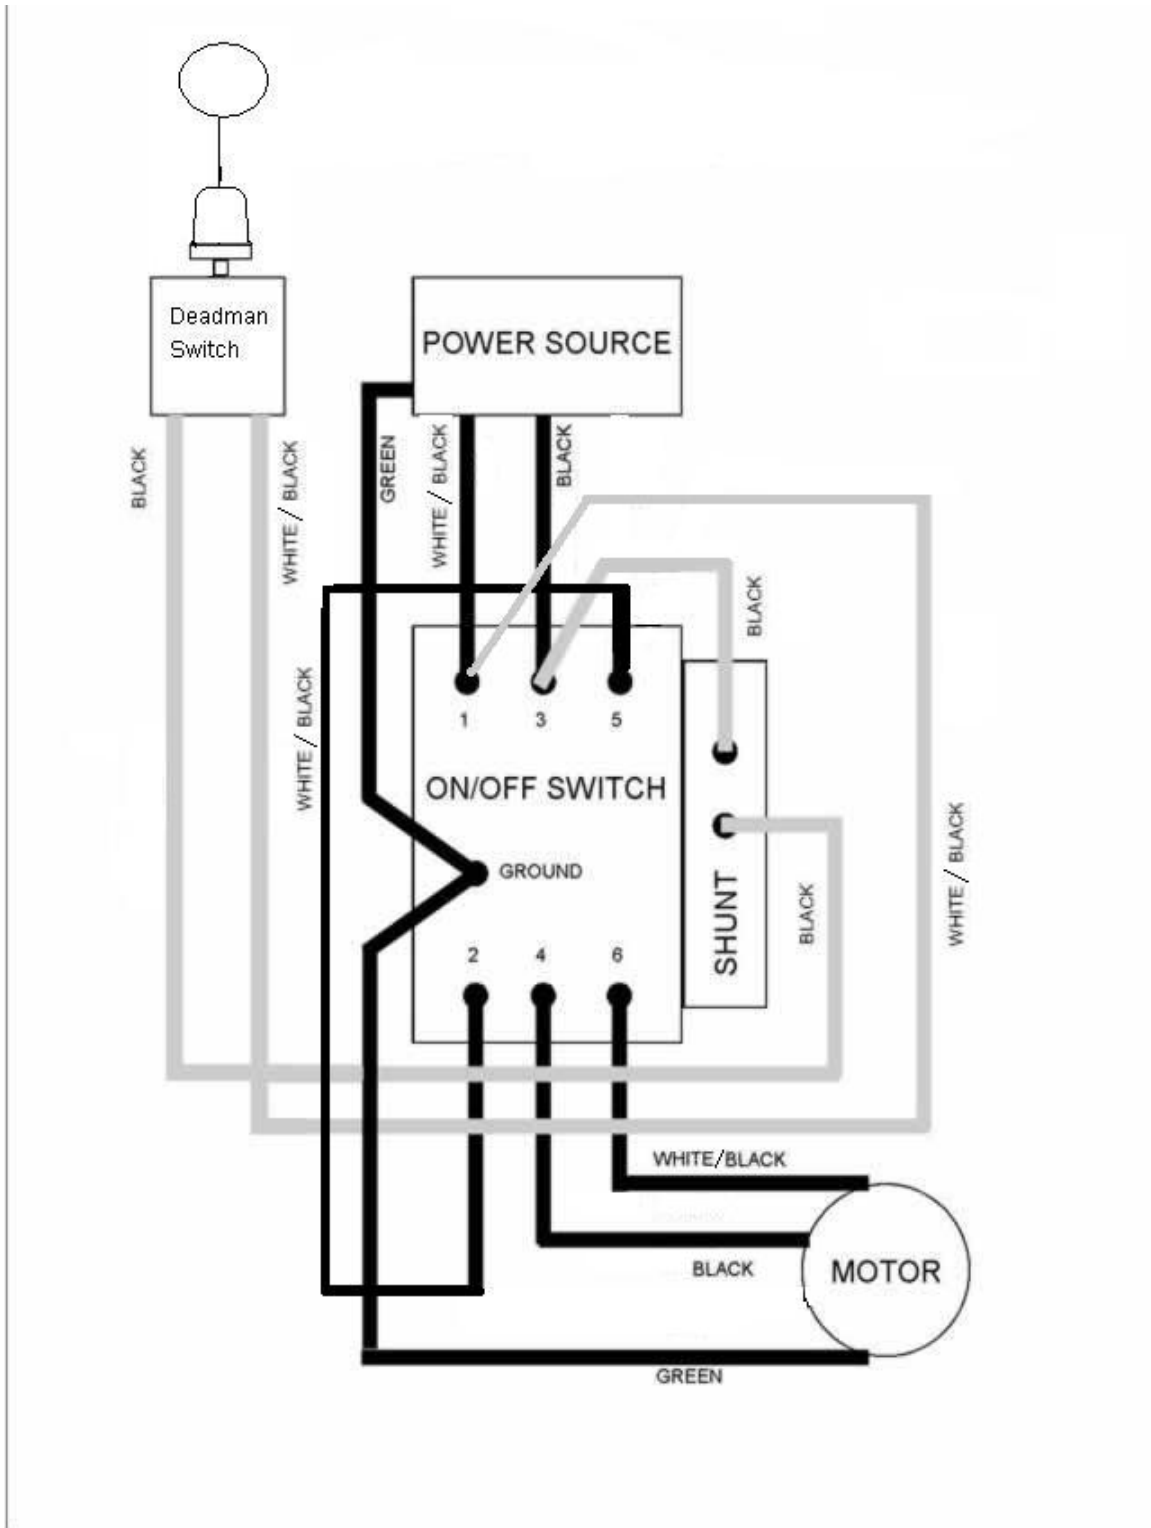 Deadman
Switch
POWER SOURCE
BLACK
WHITE / BLACK
GREEN
WHITE / BLACK
BLACK
BLACK
WHITE / BLACK
1
3
5
ON/OFF SWITCH
GROUND
SHUNT
BLACK
WHITE / BLACK
2
4
6
WHITE/BLACK
BLACK
MOTOR
GREEN